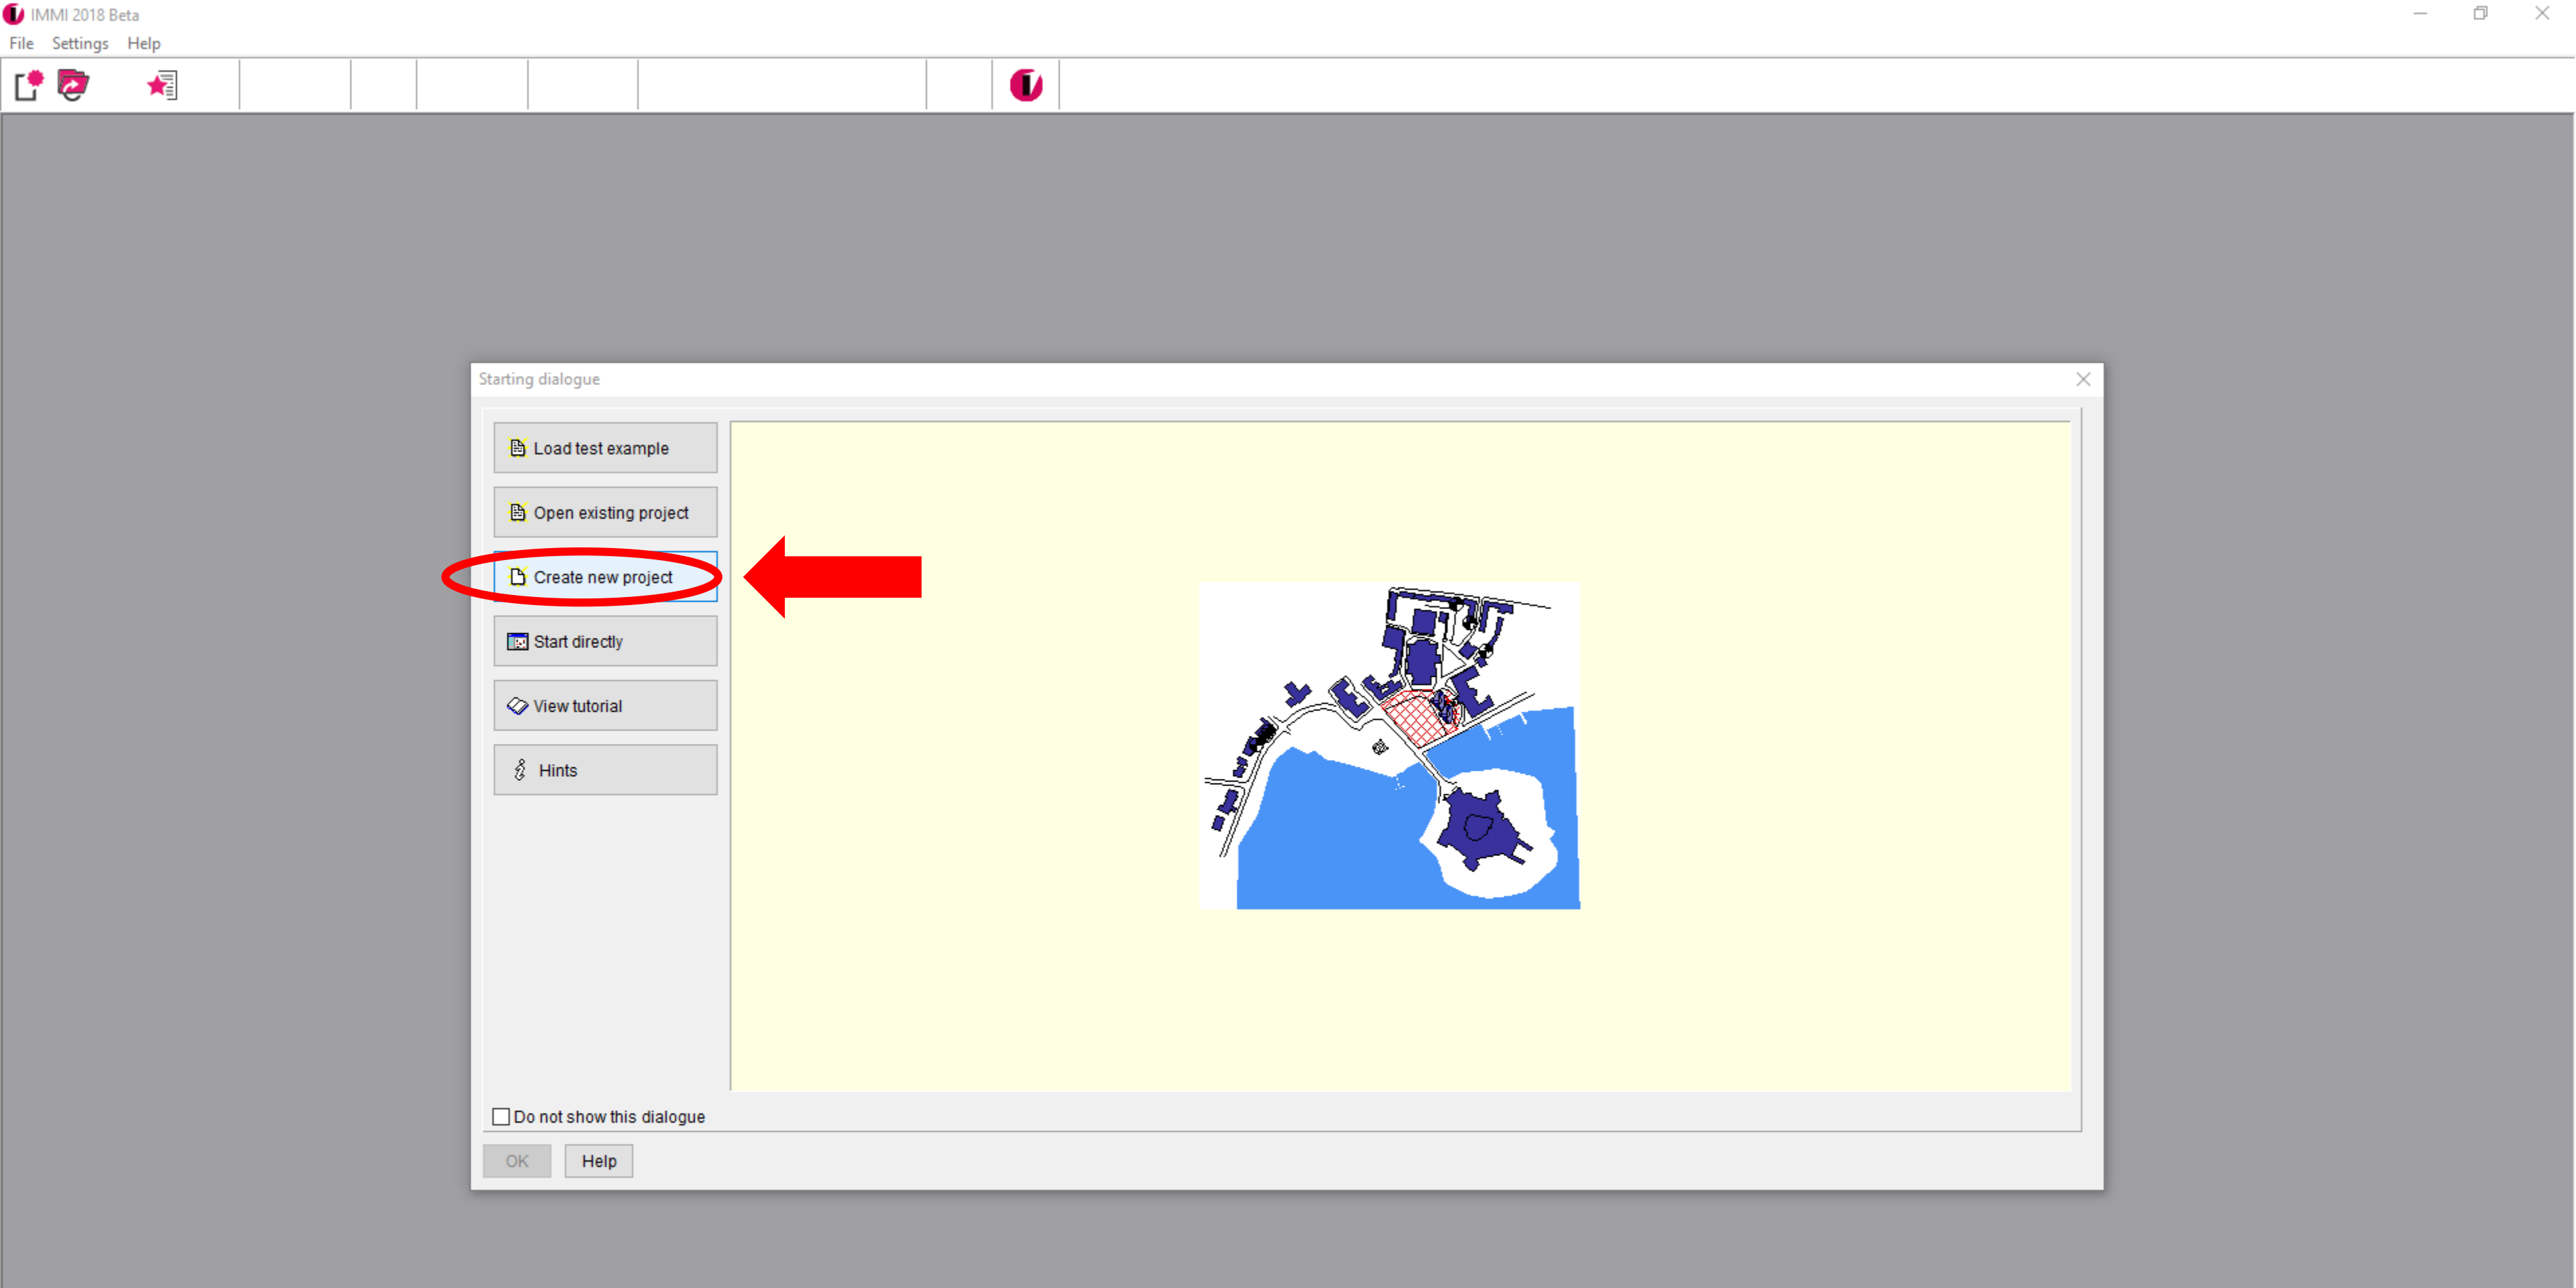 IMMI 2018 Beta
File Settings Help
Starting dialogue
Load test example
Open existing project
Create new project
Start directly
View tutorial
Hints
Do not show this dialogue
OK Help